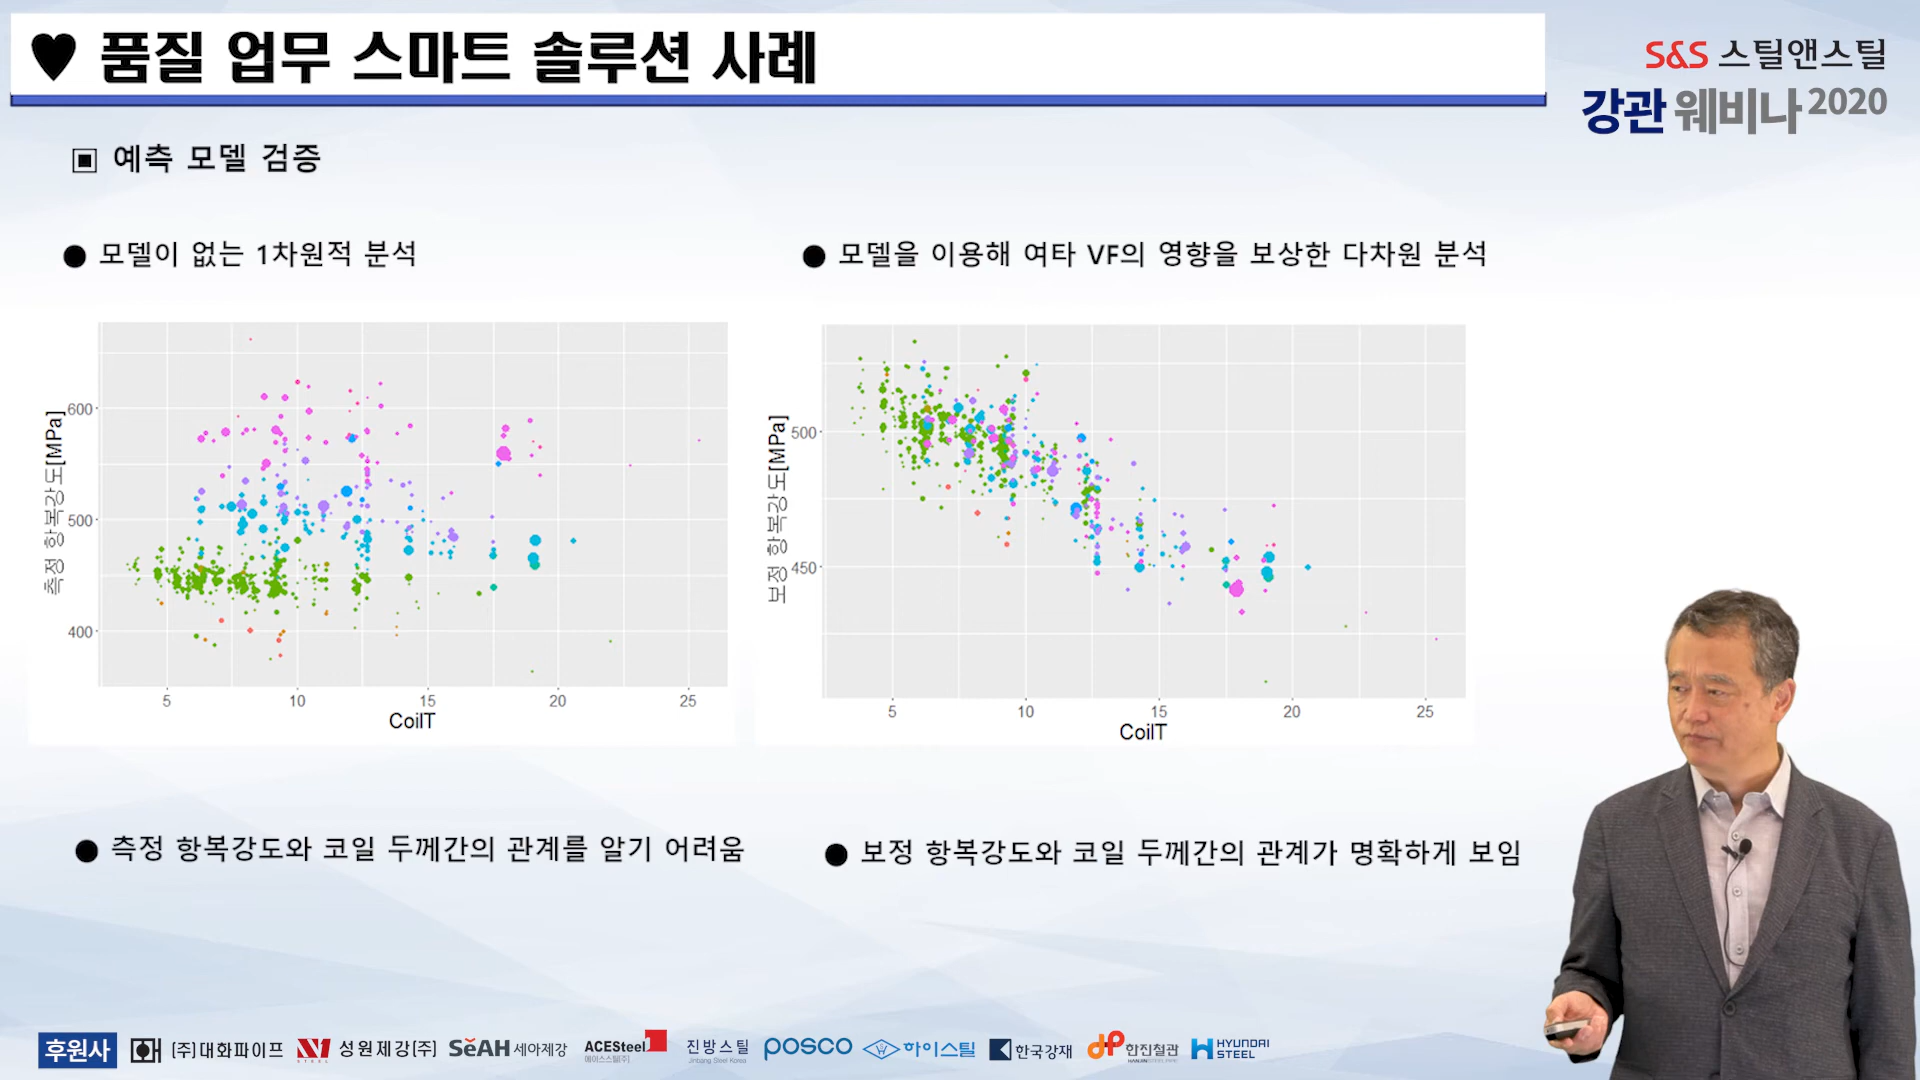 ♥ 품질 업무 스마트 솔루션 사례
S&S 스틸앤스틸
강관 웨비나 2020
▣ 예측 모델 검증
● 모델이 없는 1차원적 분석
● 모델을 이용해 여타 VF의 영향을 보상한 다차원 분석
측정 항복강도[MPa]
600
500
400
5 10 15 20 25
CoilT
보정 항복강도[MPa]
500
450
5 10 15 20 25
CoilT
● 측정 항복강도와 코일 두께간의 관계를 알기 어려움
● 보정 항복강도와 코일 두께간의 관계가 명확하게 보임
후원사 (주)대화파이프 성원제강(주) SeAH 세아제강 ACESteel 에이스스틸(주) 진방스틸 Jinbang Steel Korea posco 하이스틸 한국강재 한진철관 HYUNDAI STEEL